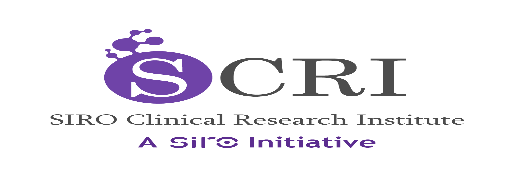 SCRI
SIRO Clinical Research Institute
A Siro Initiative